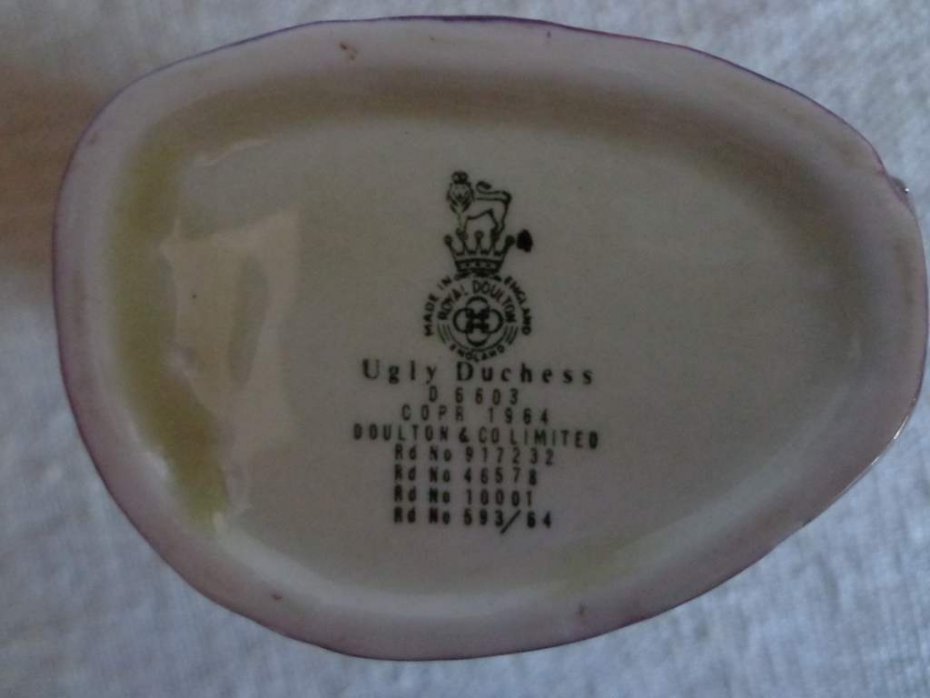 MADE IN ENGLAND
ROYAL DOULTON
ENGLAND
Ugly Duchess
D 6603
COPR 1964
DOULTON & CO LIMITED
Rd No 917232
Rd No 46578
Rd No 10001
Rd No 593/64